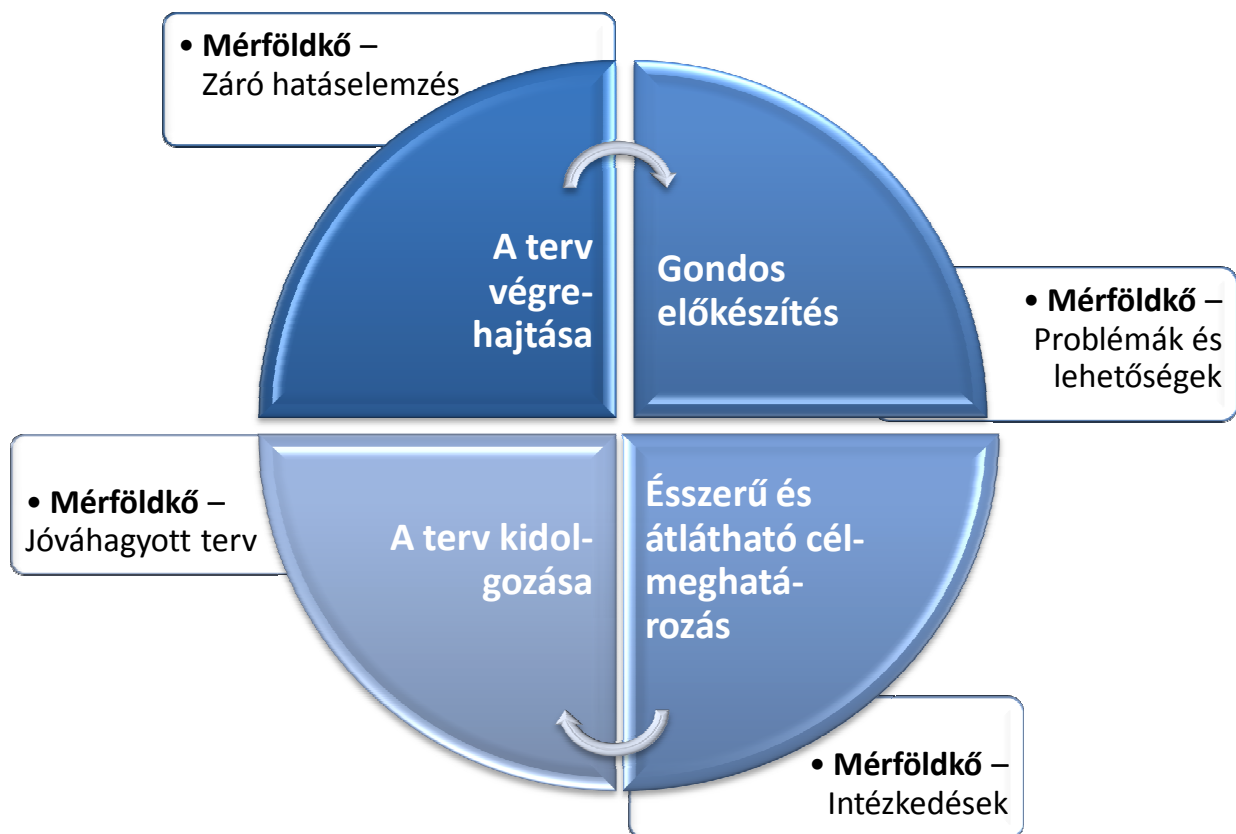 • Mérföldkő –
Záró hatáselemzés
A terv
végre-
hajtása
Gondos
előkészítés
• Mérföldkő –
Problémák és
lehetőségek
• Mérföldkő –
Jóváhagyott terv
A terv kidol-
gozása
Ésszerű és
átlátható cél-
meghatá-
rozás
• Mérföldkő –
Intézkedések